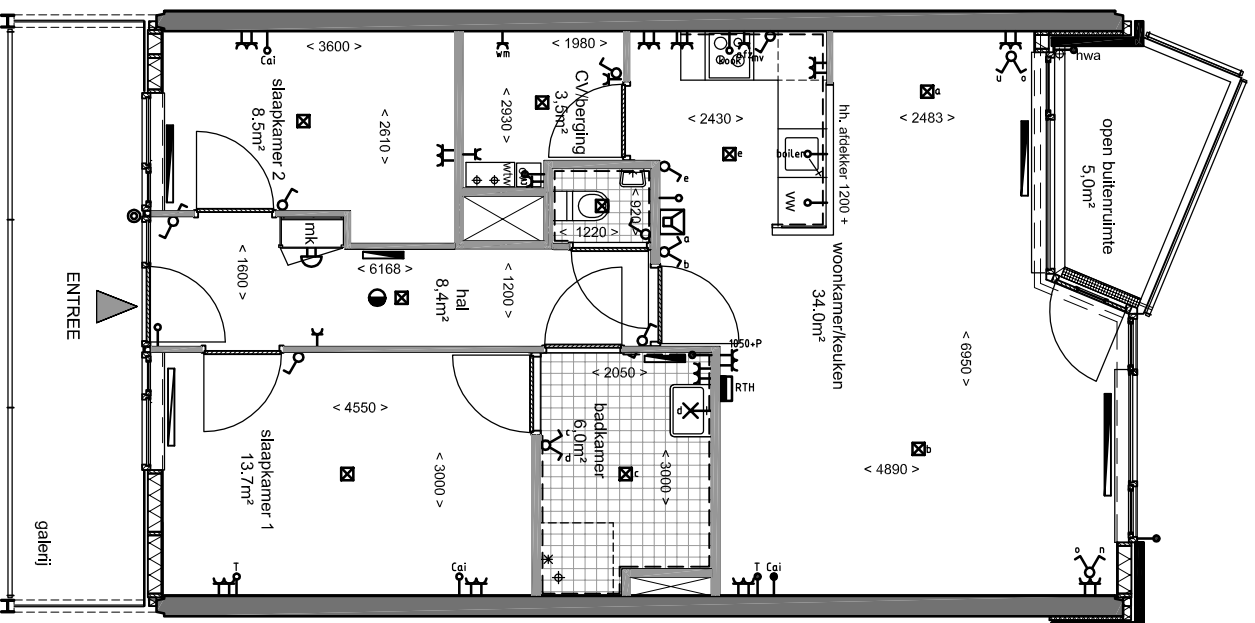 < 3600 >
Cai
slaapkamer 2
8.5m²
< 2610 >
wm
< 1980 >
CV/berging
3,5m²
< 2930 >
wtw
kook
mv
< 2430 >
e
boiler
VW
hh. afdekker 1200 +
a
< 2483 >
hwa
open buitenruimte
5,0m²
< 920 >
< 1220 >
e
a
b
mk
< 1600 >
< 6168 >
hal
8,4m²
< 1200 >
ENTREE
woonkamer/keuken
34.0m²
< 6950 >
1050+P
RTH
< 2050 >
d
badkamer
6,0m²
c
d
c
< 3000 >
< 4550 >
slaapkamer 1
13.7m²
< 3000 >
b
< 4890 >
galerij
T
Cai
T Cai
o
n